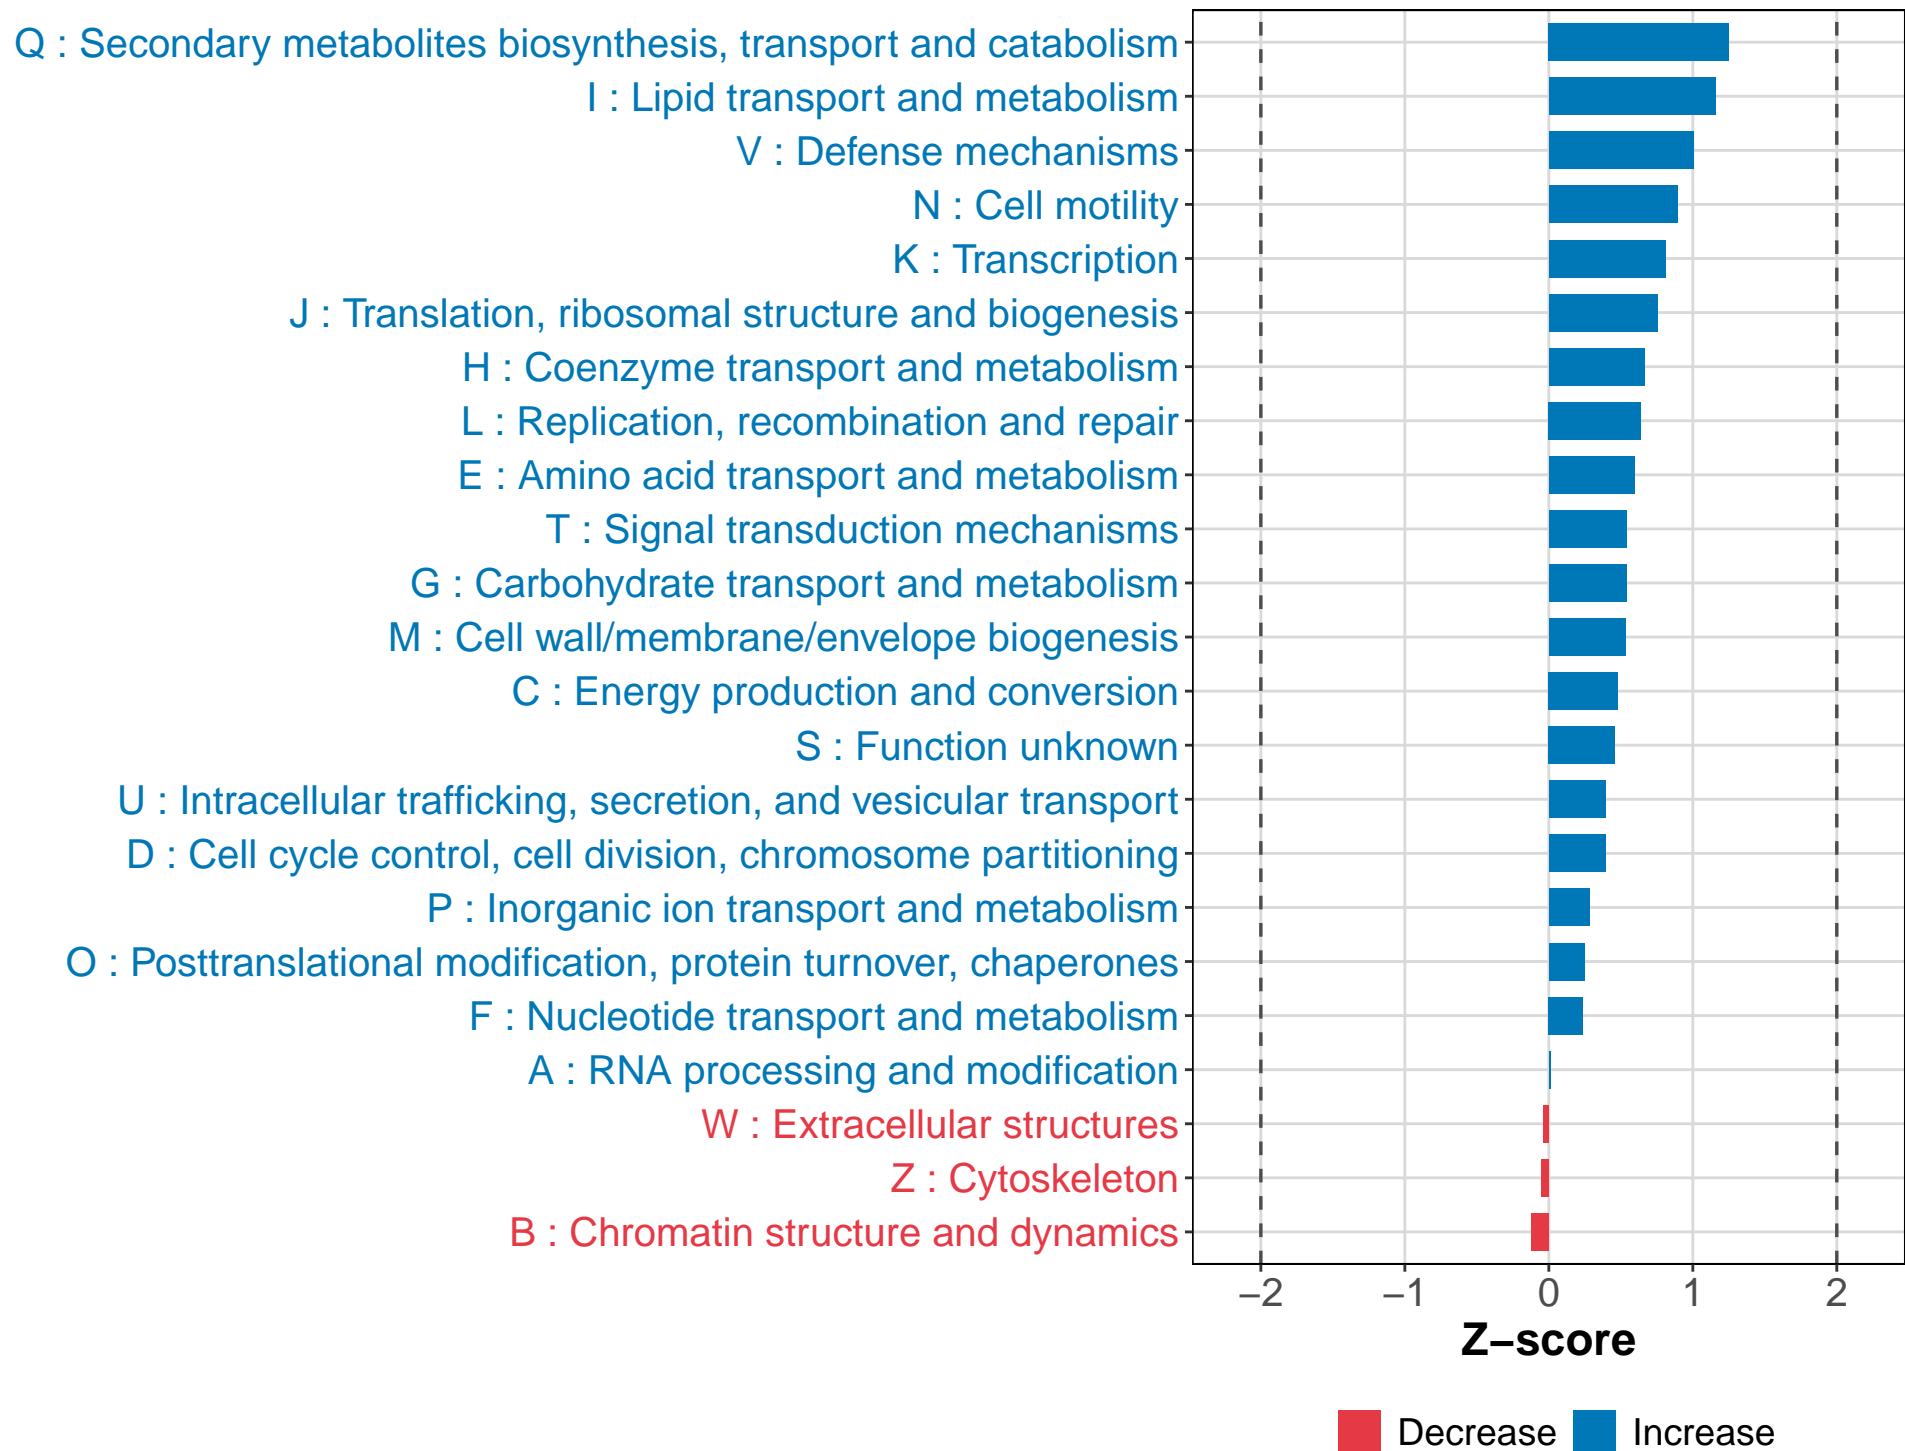 Q : Secondary metabolites biosynthesis, transport and catabolism
I : Lipid transport and metabolism
V : Defense mechanisms
N : Cell motility
K : Transcription
J : Translation, ribosomal structure and biogenesis
H : Coenzyme transport and metabolism
L : Replication, recombination and repair
E : Amino acid transport and metabolism
T : Signal transduction mechanisms
G : Carbohydrate transport and metabolism
M : Cell wall/membrane/envelope biogenesis
C : Energy production and conversion
S : Function unknown
U : Intracellular trafficking, secretion, and vesicular transport
D : Cell cycle control, cell division, chromosome partitioning
P : Inorganic ion transport and metabolism
O : Posttranslational modification, protein turnover, chaperones
F : Nucleotide transport and metabolism
A : RNA processing and modification
W : Extracellular structures
Z : Cytoskeleton
B : Chromatin structure and dynamics
−2 −1 0 1 2
Z−score
Decrease Increase